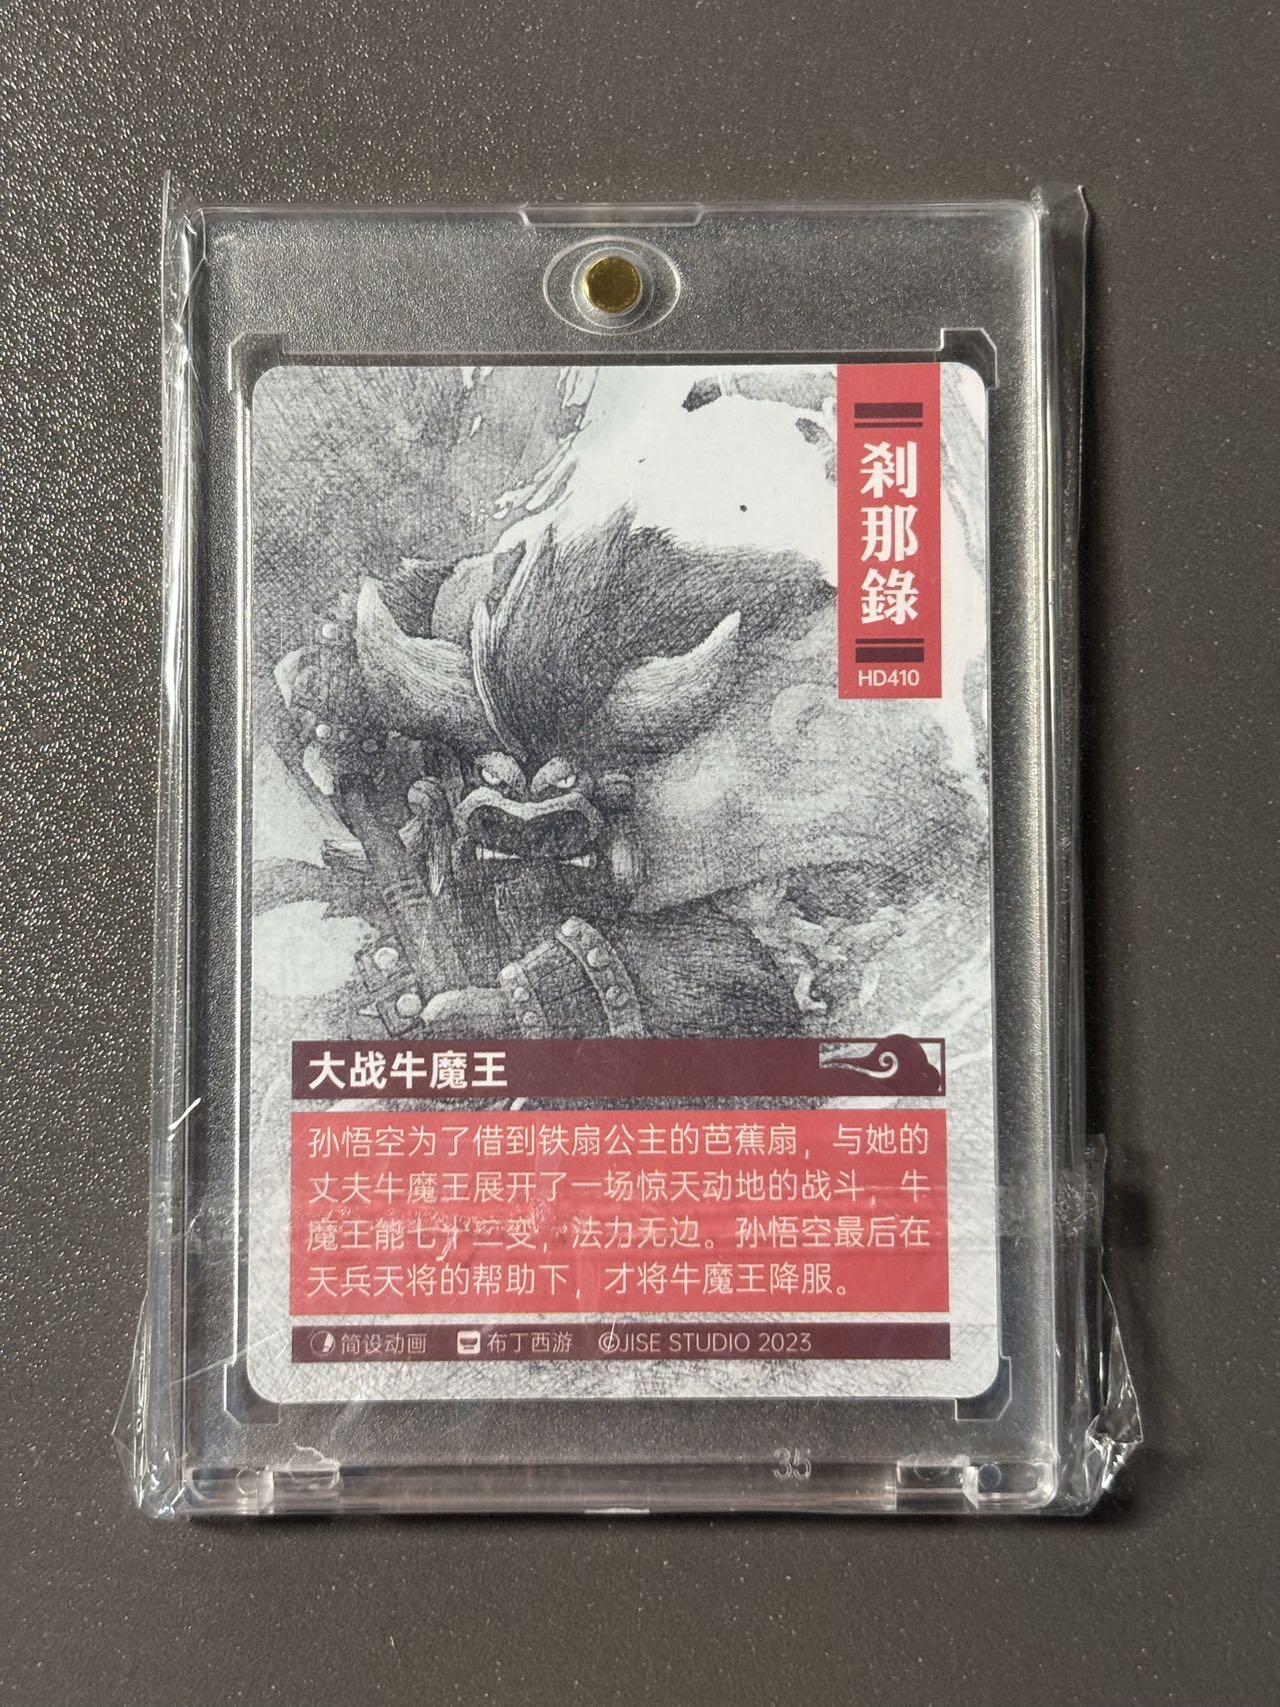 刹那錄
HD410
大战牛魔王
孙悟空为了借到铁扇公主的芭蕉扇，与她的
丈夫牛魔王展开了一场惊天动地的战斗，牛
魔王能七十二变，法力无边。孙悟空最后在
天兵天将的帮助下，才将牛魔王降服。
简设动画 布丁西游 ©JISE STUDIO 2023
35